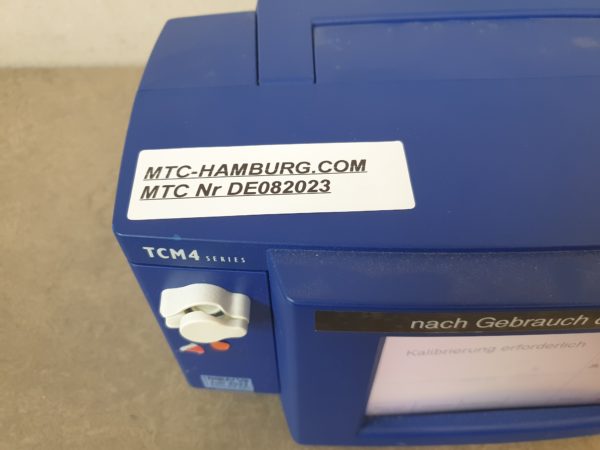 MTC-HAMBURG.COM
MTC Nr DE082023
TCM4 SERIES
nach Gebrauch
Kalibrierung erforderlich